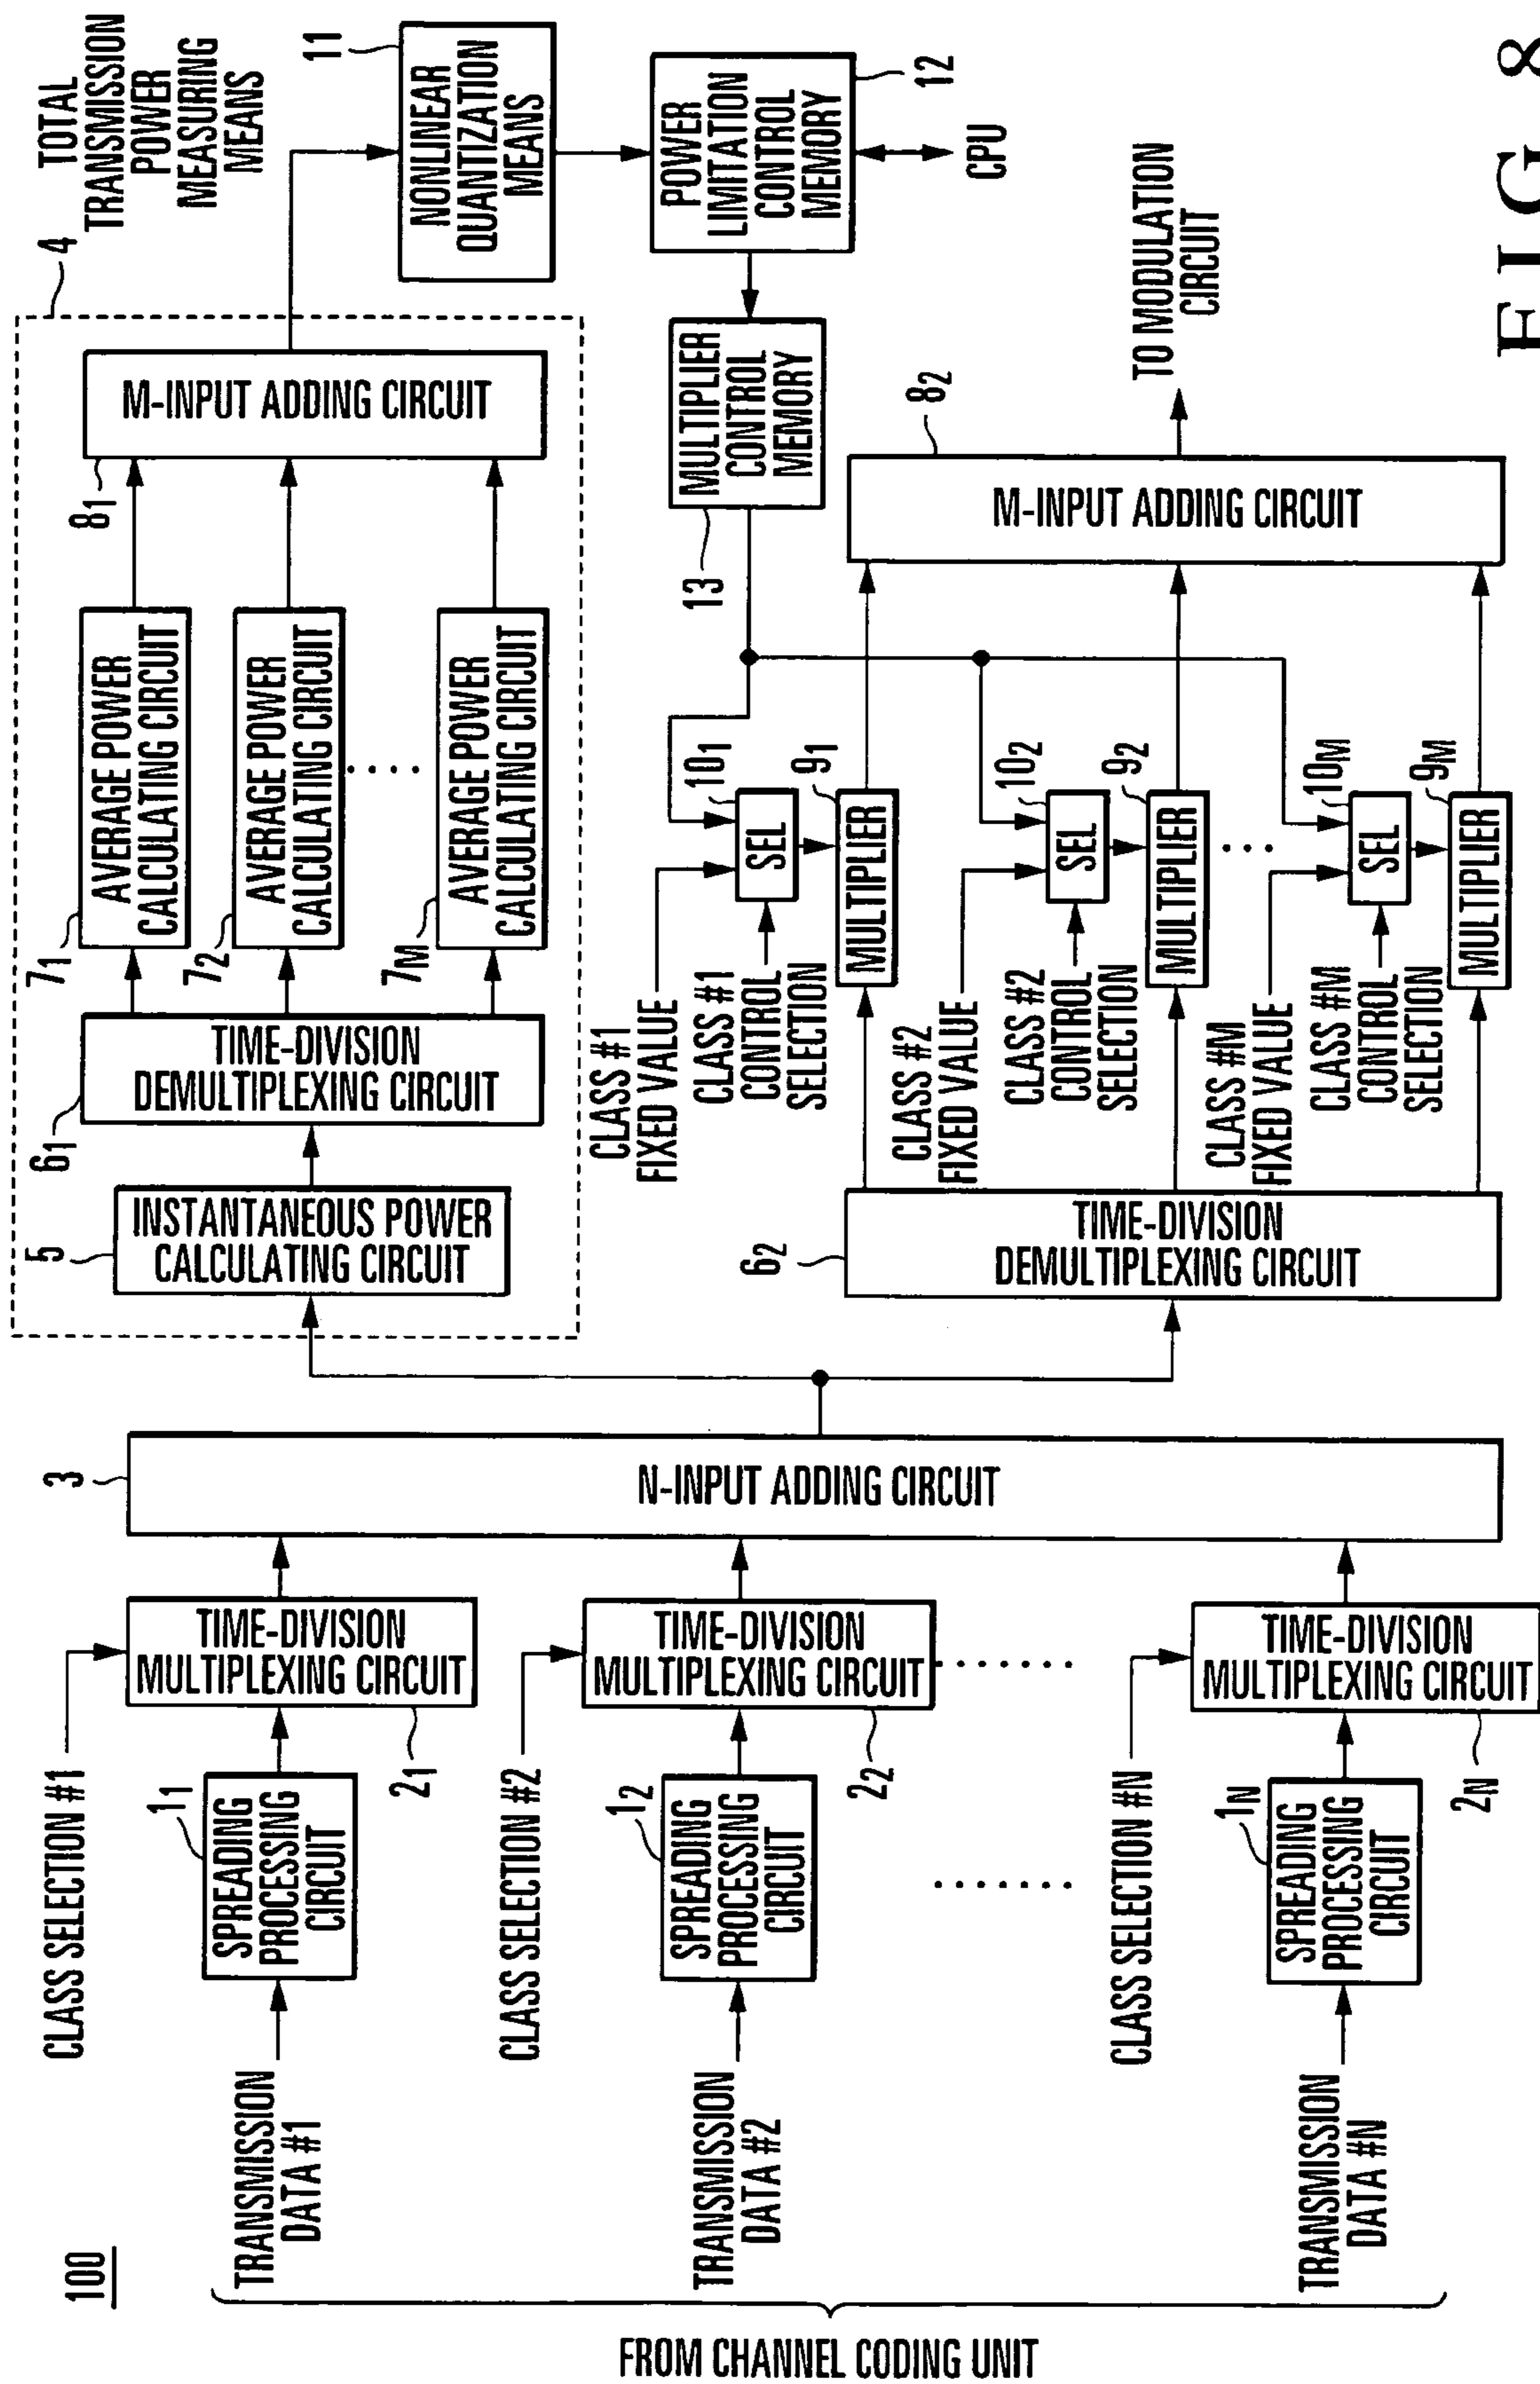 100
FROM CHANNEL CODING UNIT
TRANSMISSION
DATA #1
CLASS SELECTION #1
1₁
SPREADING
PROCESSING
CIRCUIT
2₁
TIME-DIVISION
MULTIPLEXING CIRCUIT
TRANSMISSION
DATA #2
CLASS SELECTION #2
1₂
SPREADING
PROCESSING
CIRCUIT
2₂
TIME-DIVISION
MULTIPLEXING CIRCUIT
TRANSMISSION
DATA #N
CLASS SELECTION #N
1N
SPREADING
PROCESSING
CIRCUIT
2N
TIME-DIVISION
MULTIPLEXING CIRCUIT
3
N-INPUT ADDING CIRCUIT
4
TOTAL
TRANSMISSION
POWER
MEASURING
MEANS
5
INSTANTANEOUS POWER
CALCULATING CIRCUIT
6₁
TIME-DIVISION
DEMULTIPLEXING CIRCUIT
7₁
AVERAGE POWER
CALCULATING CIRCUIT
7₂
AVERAGE POWER
CALCULATING CIRCUIT
7M
AVERAGE POWER
CALCULATING CIRCUIT
8₁
M-INPUT ADDING CIRCUIT
11
NONLINEAR
QUANTIZATION
MEANS
12
POWER
LIMITATION
CONTROL
MEMORY
CPU
13
MULTIPLIER
CONTROL
MEMORY
6₂
TIME-DIVISION
DEMULTIPLEXING CIRCUIT
CLASS #1
FIXED VALUE
CLASS #1
CONTROL
SELECTION
10₁
SEL
9₁
MULTIPLIER
CLASS #2
FIXED VALUE
CLASS #2
CONTROL
SELECTION
10₂
SEL
9₂
MULTIPLIER
CLASS #M
FIXED VALUE
CLASS #M
CONTROL
SELECTION
10M
SEL
9M
MULTIPLIER
8₂
M-INPUT ADDING CIRCUIT
TO MODULATION
CIRCUIT
FIG. 8